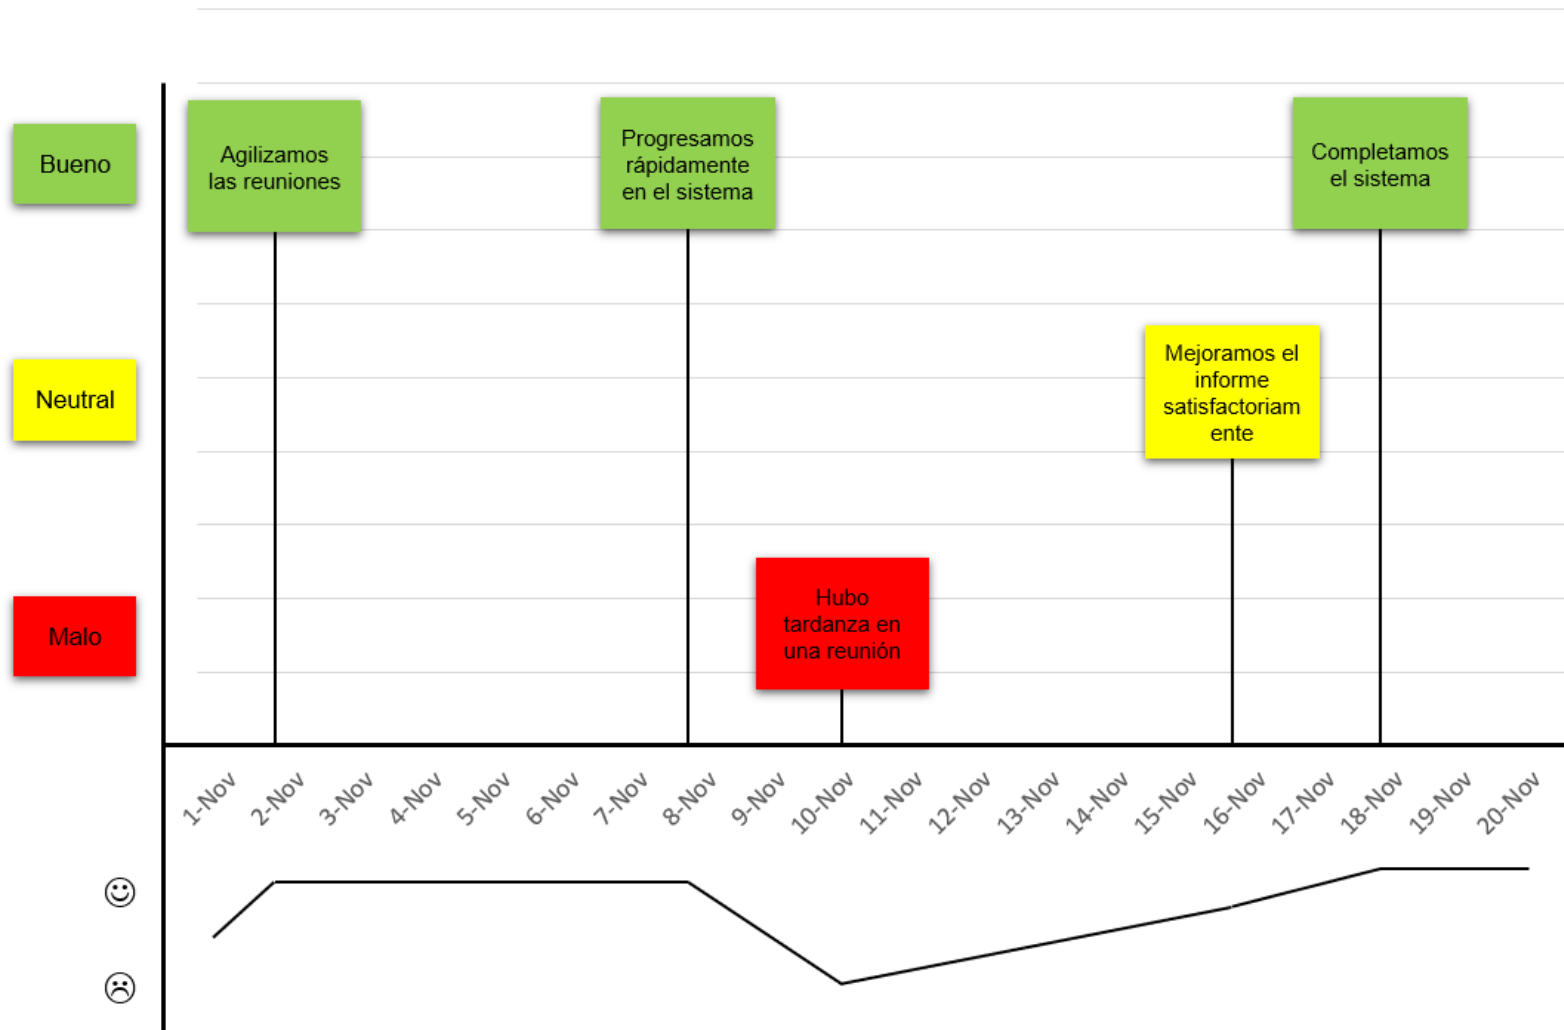 Bueno
Agilizamos
las reuniones
Progresamos
rápidamente
en el sistema
Completamos
el sistema
Neutral
Mejoramos el
informe
satisfactoriam
ente
Malo
Hubo
tardanza en
una reunión
1-Nov
2-Nov
3-Nov
4-Nov
5-Nov
6-Nov
7-Nov
8-Nov
9-Nov
10-Nov
11-Nov
12-Nov
13-Nov
14-Nov
15-Nov
16-Nov
17-Nov
18-Nov
19-Nov
20-Nov